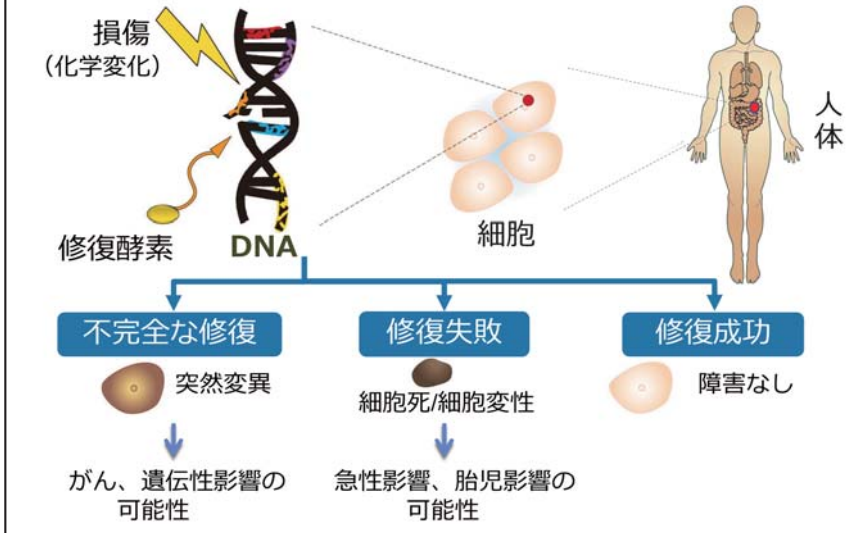 損傷
（化学変化）
修復酵素
DNA
細胞
人体
不完全な修復
修復失敗
修復成功
突然変異
細胞死/細胞変性
障害なし
がん、遺伝性影響の
可能性
急性影響、胎児影響の
可能性